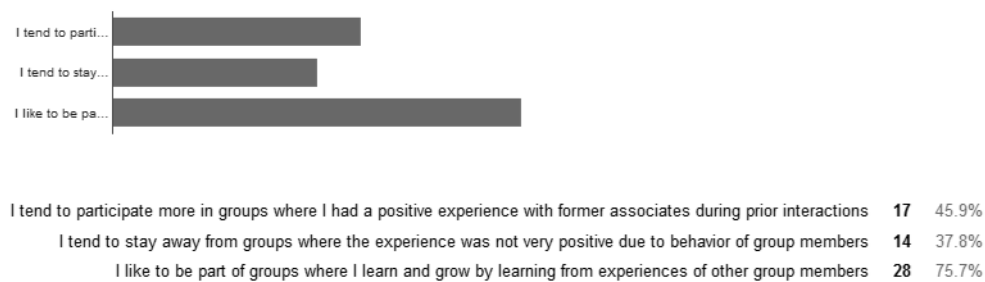 I tend to parti...
I tend to stay...
I like to be pa...
I tend to participate more in groups where I had a positive experience with former associates during prior interactions 17 45.9%
I tend to stay away from groups where the experience was not very positive due to behavior of group members 14 37.8%
I like to be part of groups where I learn and grow by learning from experiences of other group members 28 75.7%